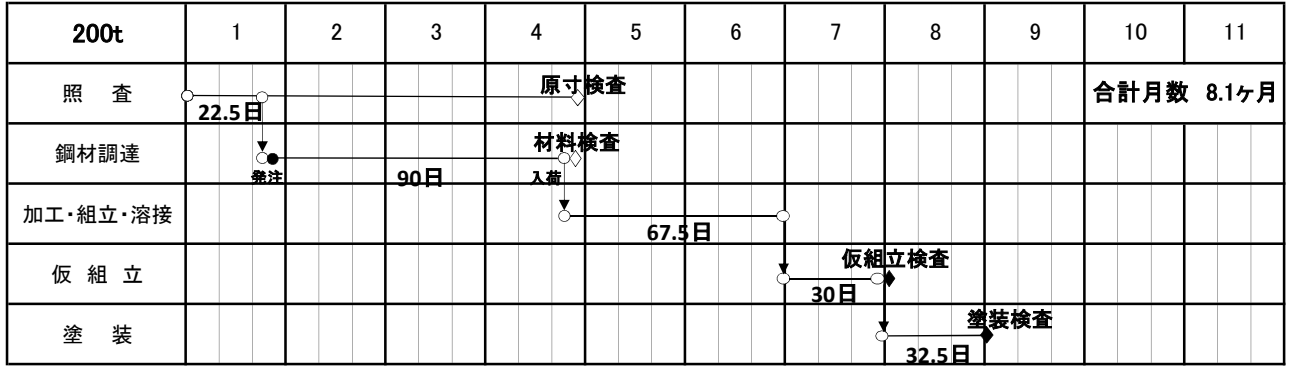 200t 1 2 3 4 5 6 7 8 9 10 11
照 査 原寸検査 合計月数 8.1ヶ月
22.5日
鋼材調達 材料検査
発注 90日 入荷
加工・組立・溶接
67.5日
仮 組 立 仮組立検査
30日
塗 装 塗装検査
32.5日